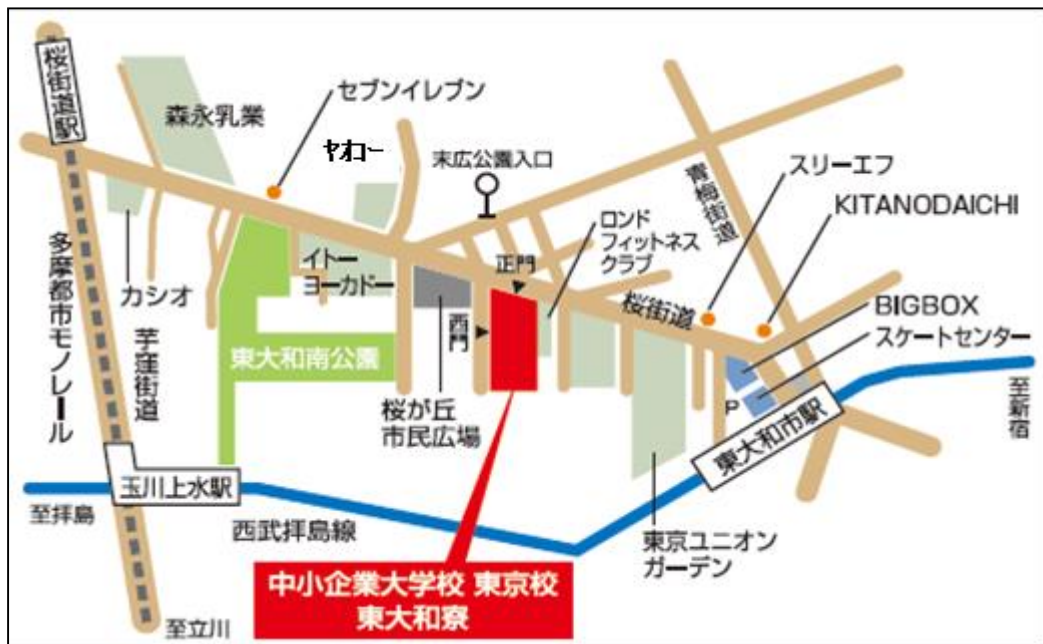 桜街道駅
森永乳業
セブンイレブン
ヤオコー
末広公園入口
青梅街道
スリーエフ
KITANODAICHI
ロンド
フィットネス
クラブ
正門
イトー
ヨーカドー
カシオ
多摩都市モノレール
芋窪街道
西門
桜街道
BIGBOX
スケートセンター
東大和南公園
桜が丘
市民広場
P
東大和市駅
至新宿
玉川上水駅
至拝島
西武拝島線
東京ユニオン
ガーデン
中小企業大学校 東京校
東大和寮
至立川